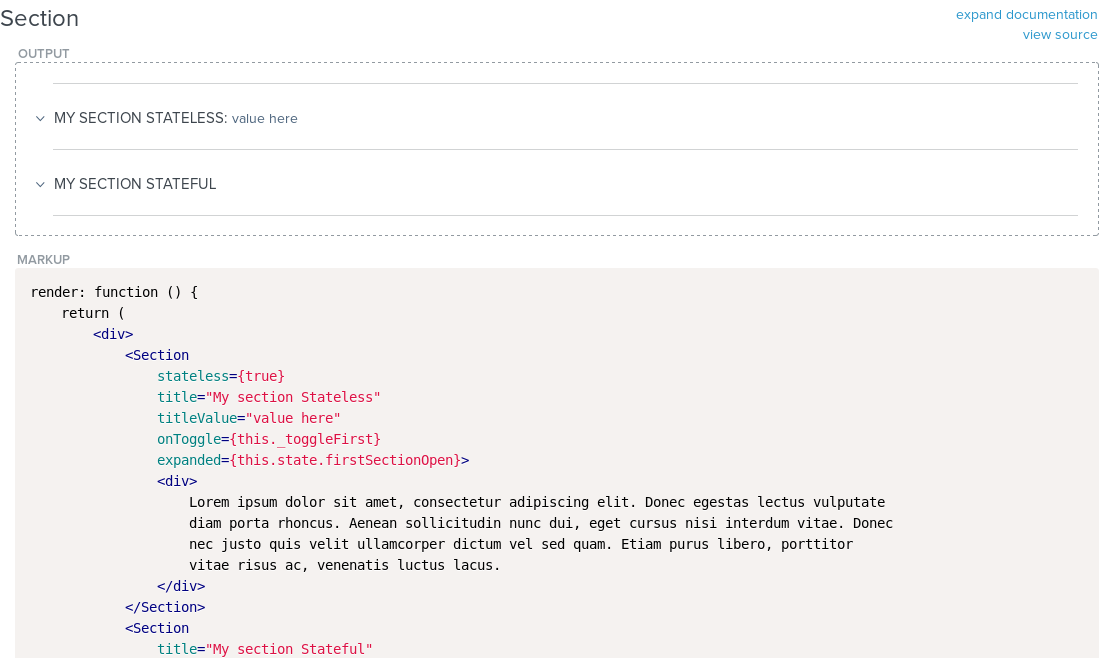 Section
expand documentation
view source
OUTPUT
MY SECTION STATELESS: value here
MY SECTION STATEFUL
MARKUP
render: function () {
    return (
        <div>
            <Section
                stateless={true}
                title="My section Stateless"
                titleValue="value here"
                onToggle={this._toggleFirst}
                expanded={this.state.firstSectionOpen}>
                <div>
                    Lorem ipsum dolor sit amet, consectetur adipiscing elit. Donec egestas lectus vulputate
                    diam porta rhoncus. Aenean sollicitudin nunc dui, eget cursus nisi interdum vitae. Donec
                    nec justo quis velit ullamcorper dictum vel sed quam. Etiam purus libero, porttitor
                    vitae risus ac, venenatis luctus lacus.
                </div>
            </Section>
            <Section
                title="My section Stateful"